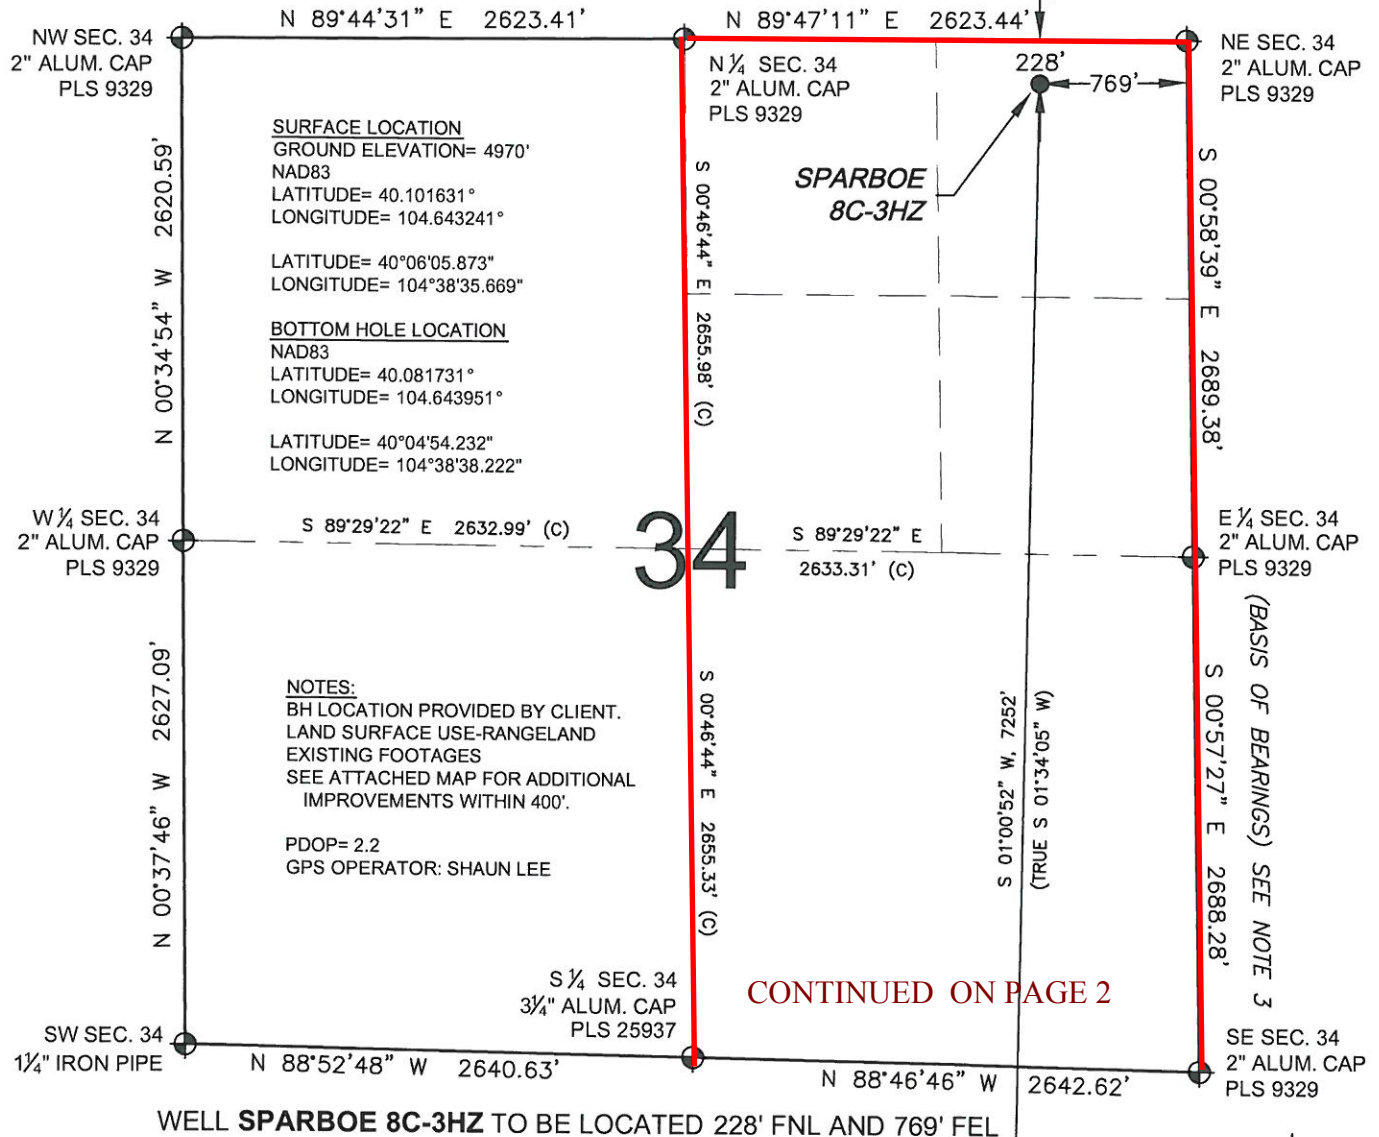 N 89°44'31" E 2623.41'
N 89°47'11" E 2623.44'
NW SEC. 34
2" ALUM. CAP
PLS 9329
N ¼ SEC. 34
2" ALUM. CAP
PLS 9329
228'
769'
NE SEC. 34
2" ALUM. CAP
PLS 9329
SURFACE LOCATION
GROUND ELEVATION= 4970'
NAD83
LATITUDE= 40.101631°
LONGITUDE= 104.643241°
LATITUDE= 40°06'05.873"
LONGITUDE= 104°38'35.669"
BOTTOM HOLE LOCATION
NAD83
LATITUDE= 40.081731°
LONGITUDE= 104.643951°
LATITUDE= 40°04'54.232"
LONGITUDE= 104°38'38.222"
SPARBOE
8C-3HZ
N 00°34'54" W 2620.59'
S 00°46'44" E 2655.98' (C)
S 00°58'39" E 2689.38'
W ¼ SEC. 34
2" ALUM. CAP
PLS 9329
S 89°29'22" E 2632.99' (C)
34
S 89°29'22" E
2633.31' (C)
E ¼ SEC. 34
2" ALUM. CAP
PLS 9329
NOTES:
BH LOCATION PROVIDED BY CLIENT.
LAND SURFACE USE-RANGELAND
EXISTING FOOTAGES
SEE ATTACHED MAP FOR ADDITIONAL
IMPROVEMENTS WITHIN 400'.
PDOP= 2.2
GPS OPERATOR: SHAUN LEE
N 00°37'46" W 2627.09'
S 00°46'44" E 2655.33' (C)
S 01°00'52" W, 7252'
(TRUE S 01°34'05" W)
S 00°57'27" E 2688.28'
(BASIS OF BEARINGS) SEE NOTE 3
S ¼ SEC. 34
3¼" ALUM. CAP
PLS 25937
CONTINUED ON PAGE 2
SW SEC. 34
1¼" IRON PIPE
N 88°52'48" W 2640.63'
N 88°46'46" W 2642.62'
SE SEC. 34
2" ALUM. CAP
PLS 9329
WELL SPARBOE 8C-3HZ TO BE LOCATED 228' FNL AND 769' FEL